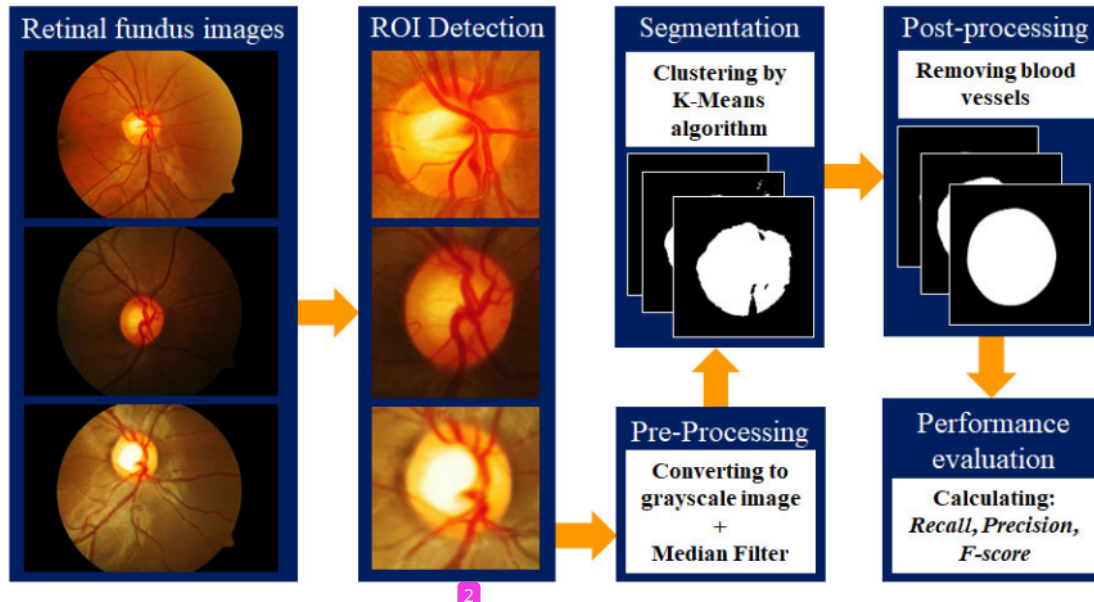 Retinal fundus images
ROI Detection
2
Pre-Processing
Converting to
grayscale image
+
Median Filter
Segmentation
Clustering by
K-Means
algorithm
Post-processing
Removing blood
vessels
Performance
evaluation
Calculating:
Recall, Precision,
F-score